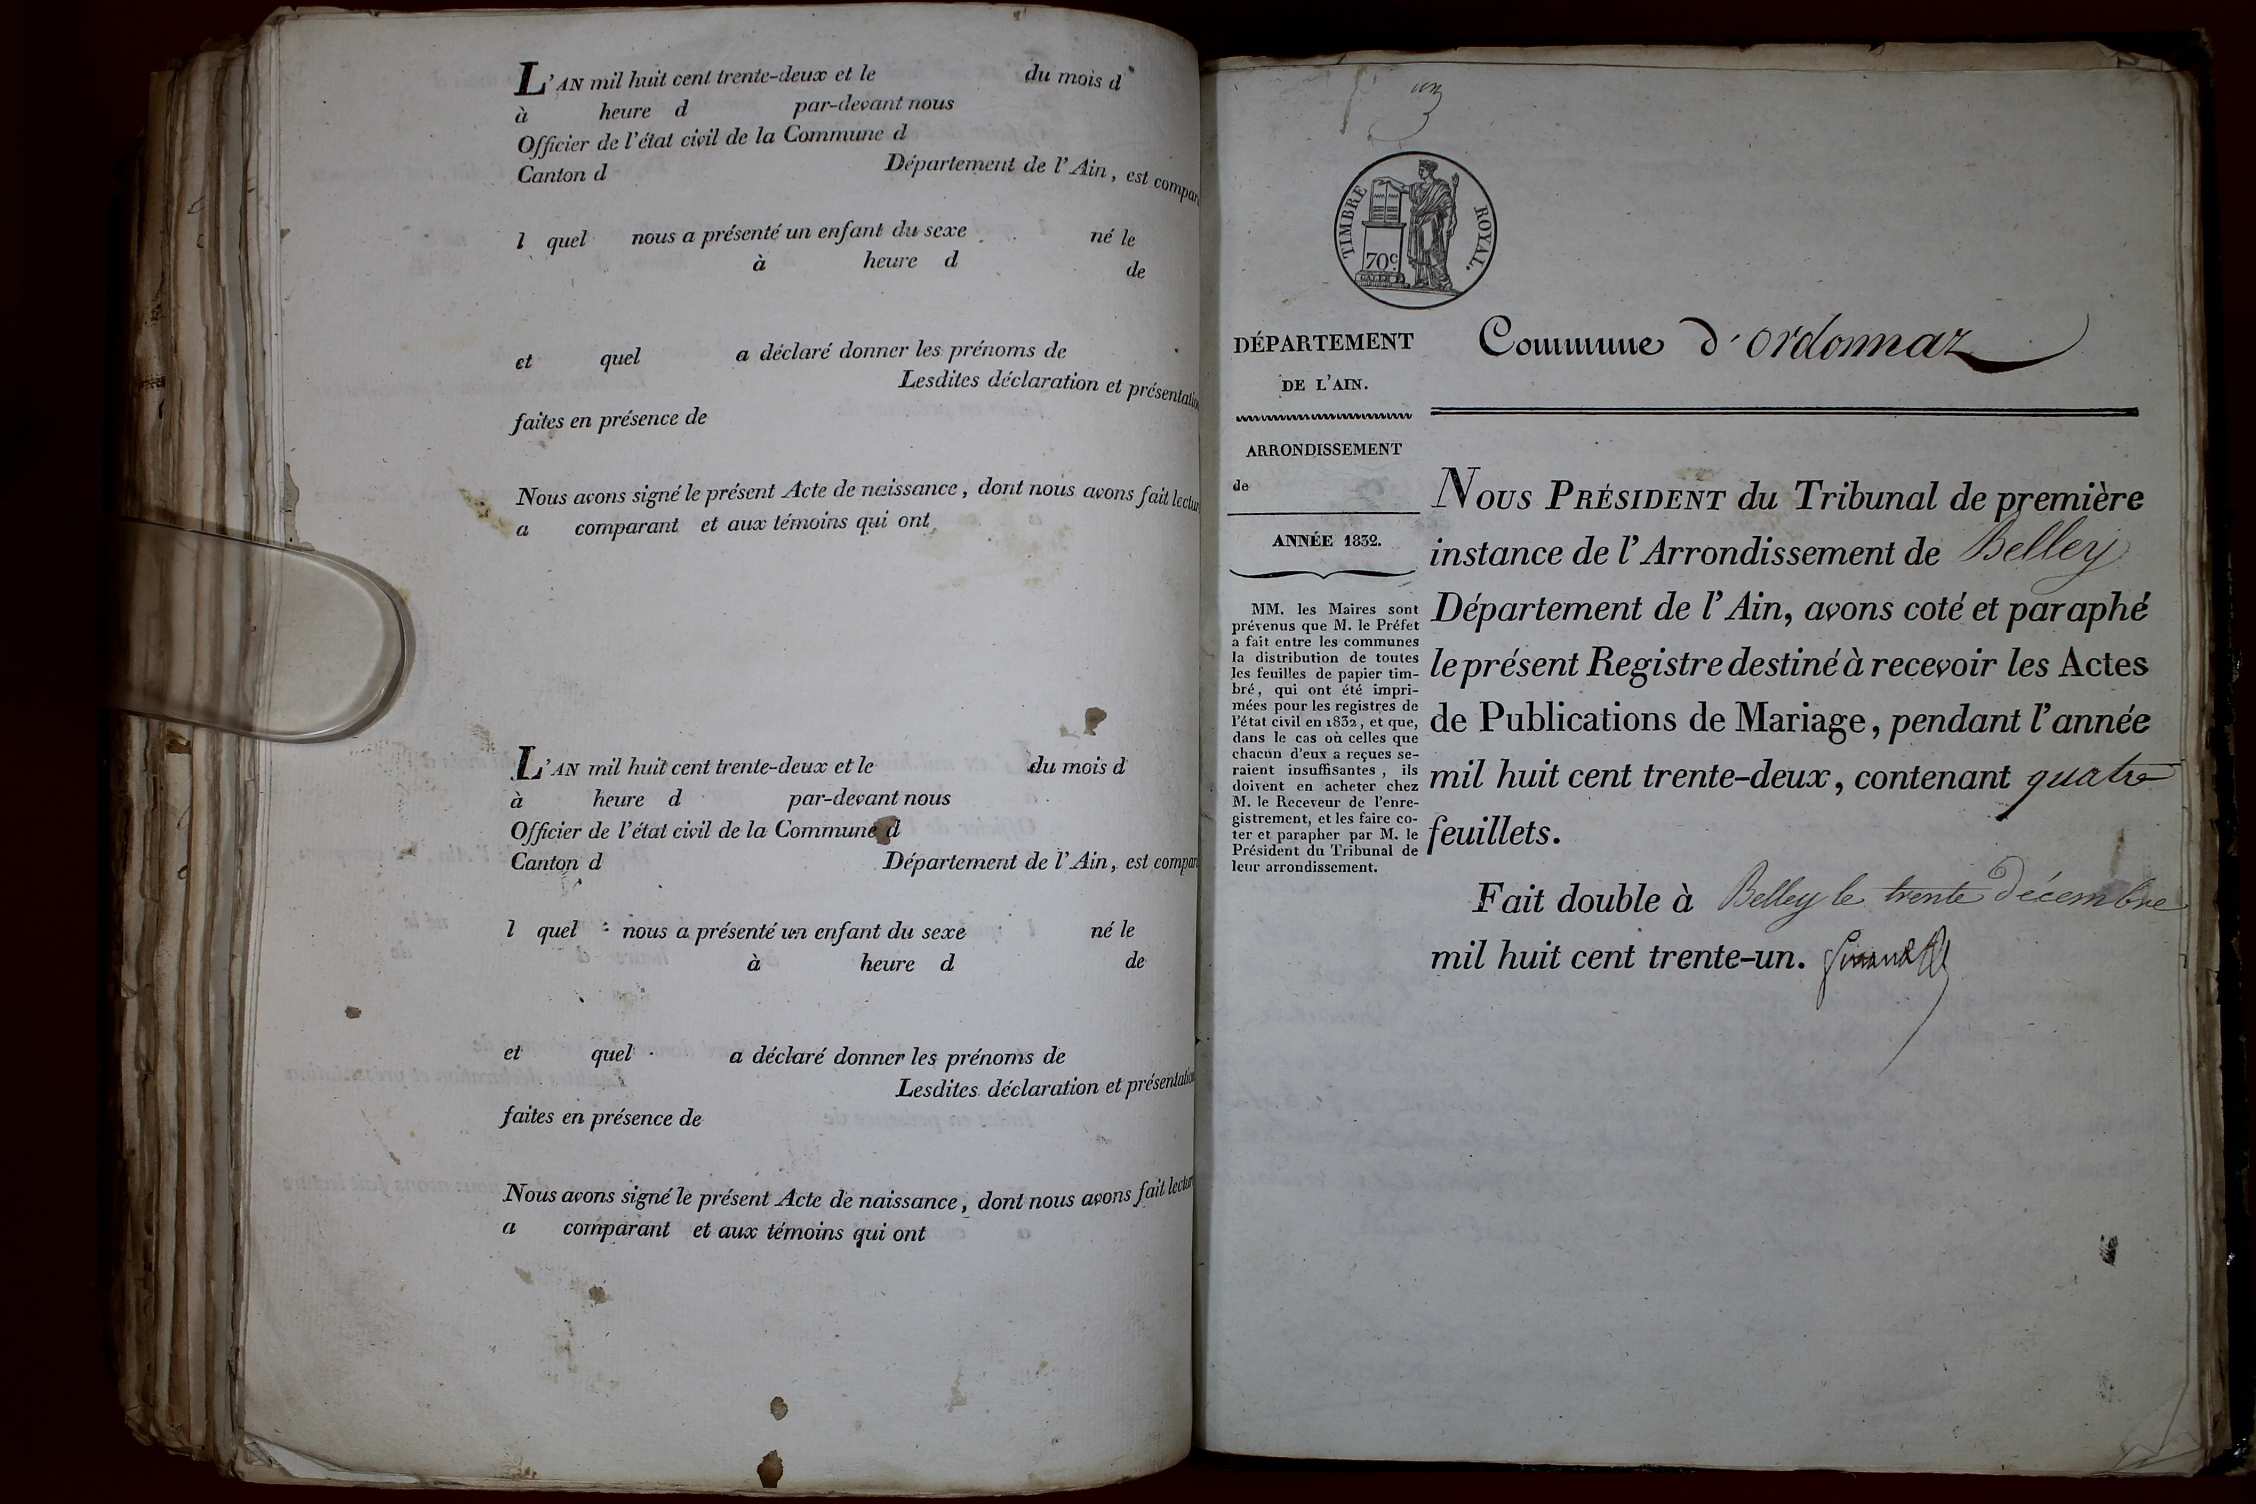 L'AN mil huit cent trente-deux et le du mois d
à heure d par-devant nous
Officier de l'état civil de la Commune d
Canton d Département de l'Ain, est compar
l quel nous a présenté un enfant du sexe né le
à heure d de
et quel a déclaré donner les prénoms de
Lesdites déclaration et présentation
faites en présence de
Nous avons signé le présent Acte de naissance, dont nous avons fait lectur
a comparant et aux témoins qui ont
L'AN mil huit cent trente-deux et le du mois d
à heure d par-devant nous
Officier de l'état civil de la Commune d
Canton d Département de l'Ain, est compar
l quel nous a présenté un enfant du sexe né le
à heure d de
et quel a déclaré donner les prénoms de
Lesdites déclaration et présentation
faites en présence de
Nous avons signé le présent Acte de naissance, dont nous avons fait lectur
a comparant et aux témoins qui ont
TIMBRE ROYAL.
70c
DÉPARTEMENT
DE L'AIN.
ARRONDISSEMENT
de
ANNÉE 1832.
MM. les Maires sont
prévenus que M. le Préfet
a fait entre les communes
la distribution de toutes
les feuilles de papier tim-
bré, qui ont été impri-
mées pour les registres de
l'état civil en 1832, et que,
dans le cas où celles que
chacun d'eux a reçues se-
raient insuffisantes, ils
doivent en acheter chez
M. le Receveur de l'enre-
gistrement, et les faire co-
ter et parapher par M. le
Président du Tribunal de
leur arrondissement.
Commune d'ordonnaz
NOUS PRÉSIDENT du Tribunal de première
instance de l'Arrondissement de Belley
Département de l'Ain, avons coté et paraphé
le présent Registre destiné à recevoir les Actes
de Publications de Mariage, pendant l'année
mil huit cent trente-deux, contenant quatre
feuillets.
Fait double à Belley le trente décembre
mil huit cent trente-un.